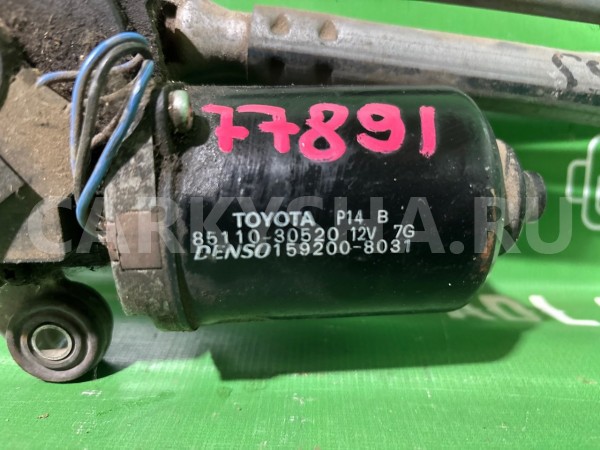 77891
TOYOTA P14 B
85110-30520 12V 7G
DENSO 159200-8031
CARKYSHA.RU